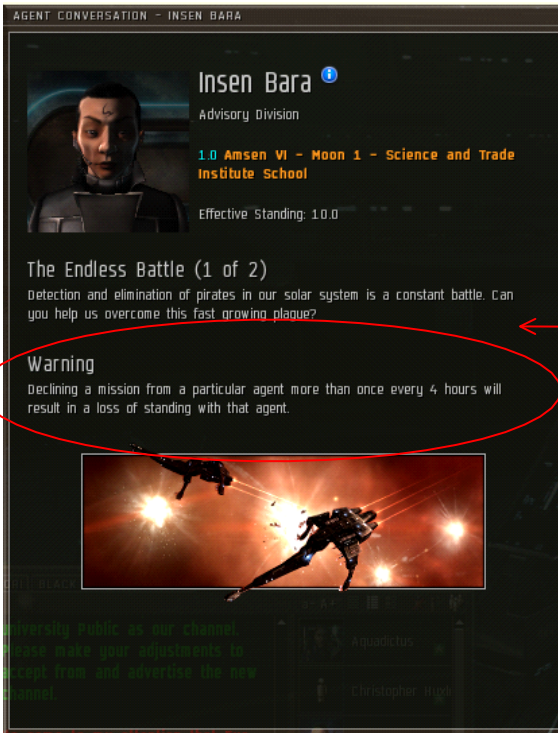 AGENT CONVERSATION - INSEN BARA
Insen Bara
Advisory Division
1.0 Amsen VI - Moon 1 - Science and Trade
Institute School
Effective Standing: 10.0
The Endless Battle (1 of 2)
Detection and elimination of pirates in our solar system is a constant battle. Can
you help us overcome this fast growing plague?
Warning
Declining a mission from a particular agent more than once every 4 hours will
result in a loss of standing with that agent.
BLACK
University Public as our channel.
Please make your adjustments to
accept from and advertise the new
channel.
Aquadictus
Christopher